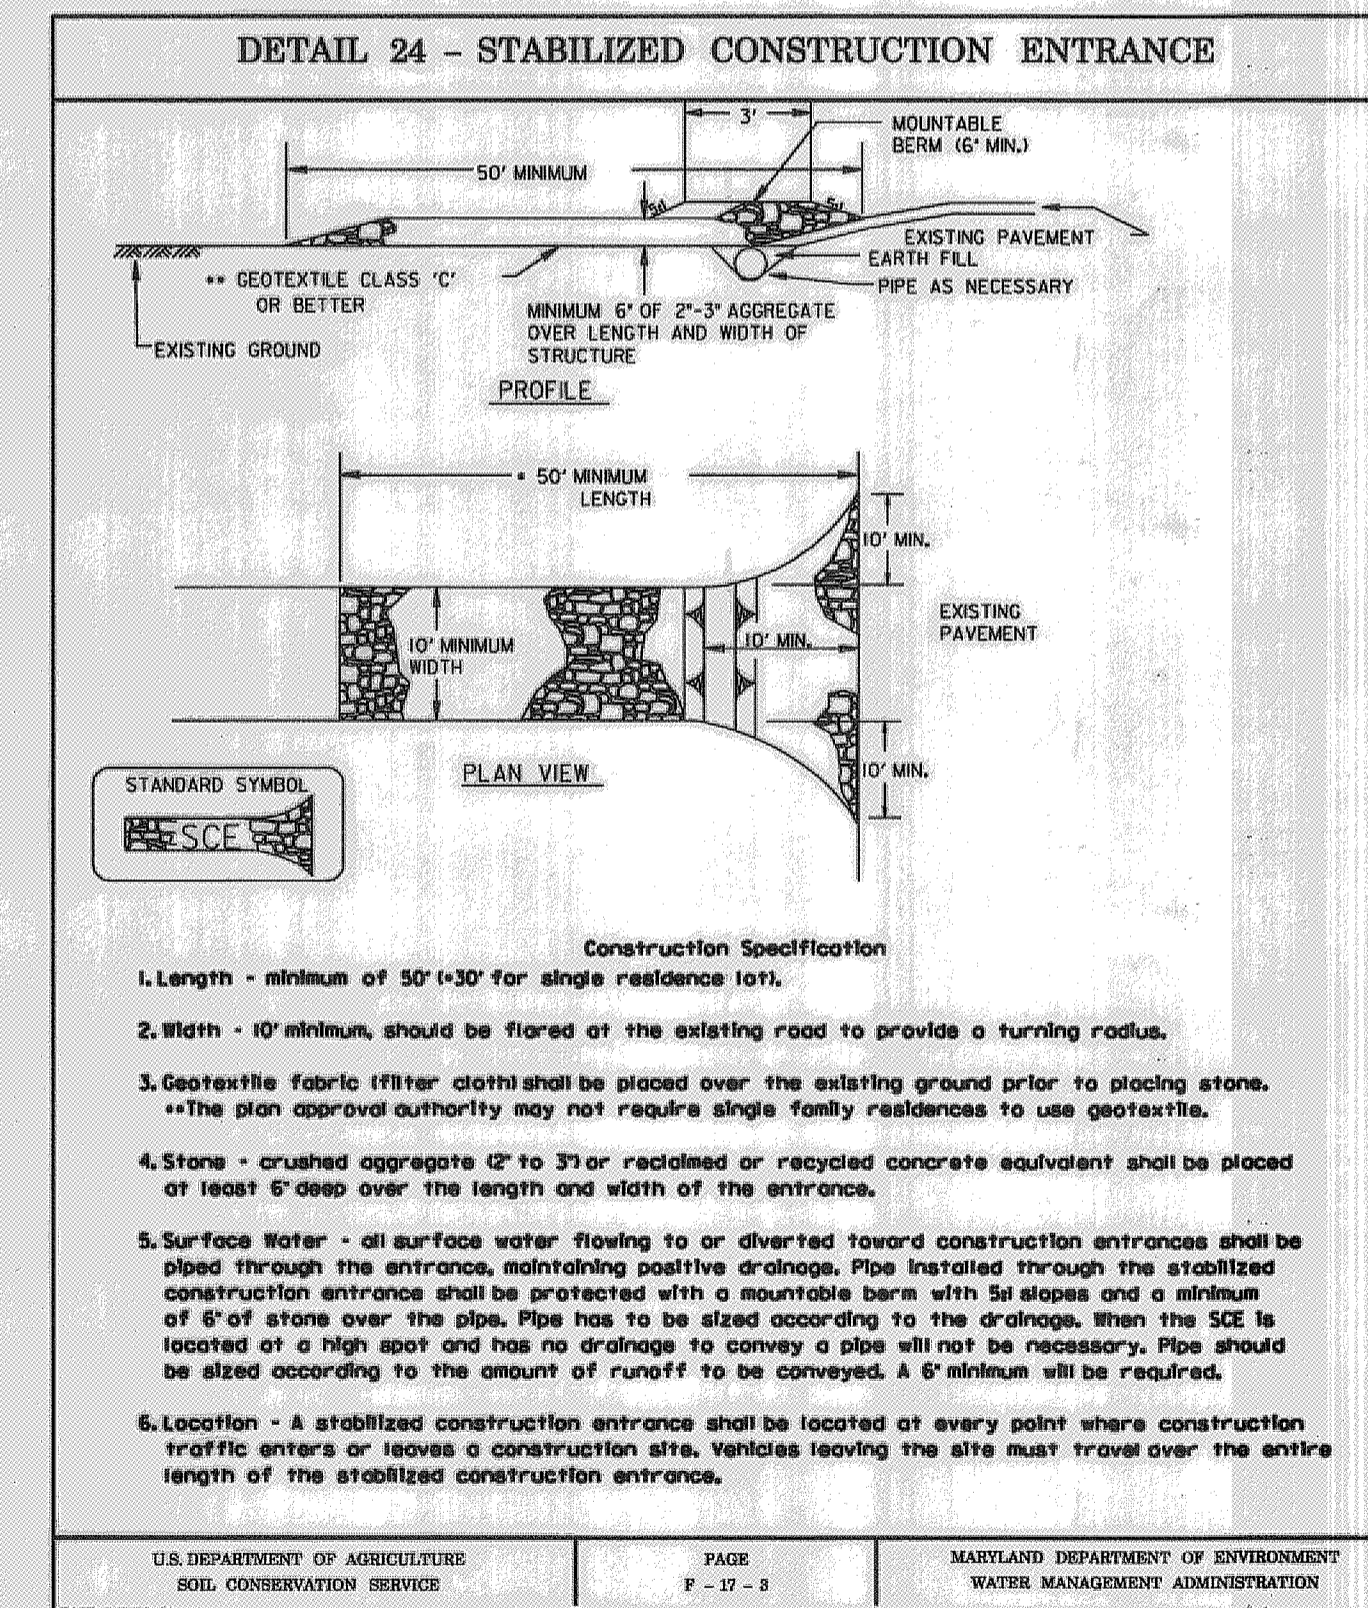 DETAIL 24 – STABILIZED CONSTRUCTION ENTRANCE
3'
MOUNTABLE
BERM (6" MIN.)
50' MINIMUM
5:1
5:1
EXISTING PAVEMENT
EARTH FILL
PIPE AS NECESSARY
** GEOTEXTILE CLASS 'C'
OR BETTER
MINIMUM 6" OF 2"-3" AGGREGATE
OVER LENGTH AND WIDTH OF
STRUCTURE
EXISTING GROUND
PROFILE
* 50' MINIMUM
LENGTH
10' MIN.
EXISTING
PAVEMENT
10' MINIMUM
WIDTH
10' MIN.
10' MIN.
PLAN VIEW
STANDARD SYMBOL
SCE
Construction Specification
1. Length - minimum of 50' (*30' for single residence lot).
2. Width - 10' minimum, should be flared at the existing road to provide a turning radius.
3. Geotextile fabric (filter cloth) shall be placed over the existing ground prior to placing stone.
**The plan approval authority may not require single family residences to use geotextile.
4. Stone - crushed aggregate (2" to 3") or reclaimed or recycled concrete equivalent shall be placed
at least 6" deep over the length and width of the entrance.
5. Surface Water - all surface water flowing to or diverted toward construction entrances shall be
piped through the entrance, maintaining positive drainage. Pipe installed through the stabilized
construction entrance shall be protected with a mountable berm with 5:1 slopes and a minimum
of 6" of stone over the pipe. Pipe has to be sized according to the drainage. When the SCE is
located at a high spot and has no drainage to convey a pipe will not be necessary. Pipe should
be sized according to the amount of runoff to be conveyed. A 6" minimum will be required.
6. Location - A stabilized construction entrance shall be located at every point where construction
traffic enters or leaves a construction site. Vehicles leaving the site must travel over the entire
length of the stabilized construction entrance.
U.S. DEPARTMENT OF AGRICULTURE
SOIL CONSERVATION SERVICE
PAGE
F – 17 – 3
MARYLAND DEPARTMENT OF ENVIRONMENT
WATER MANAGEMENT ADMINISTRATION